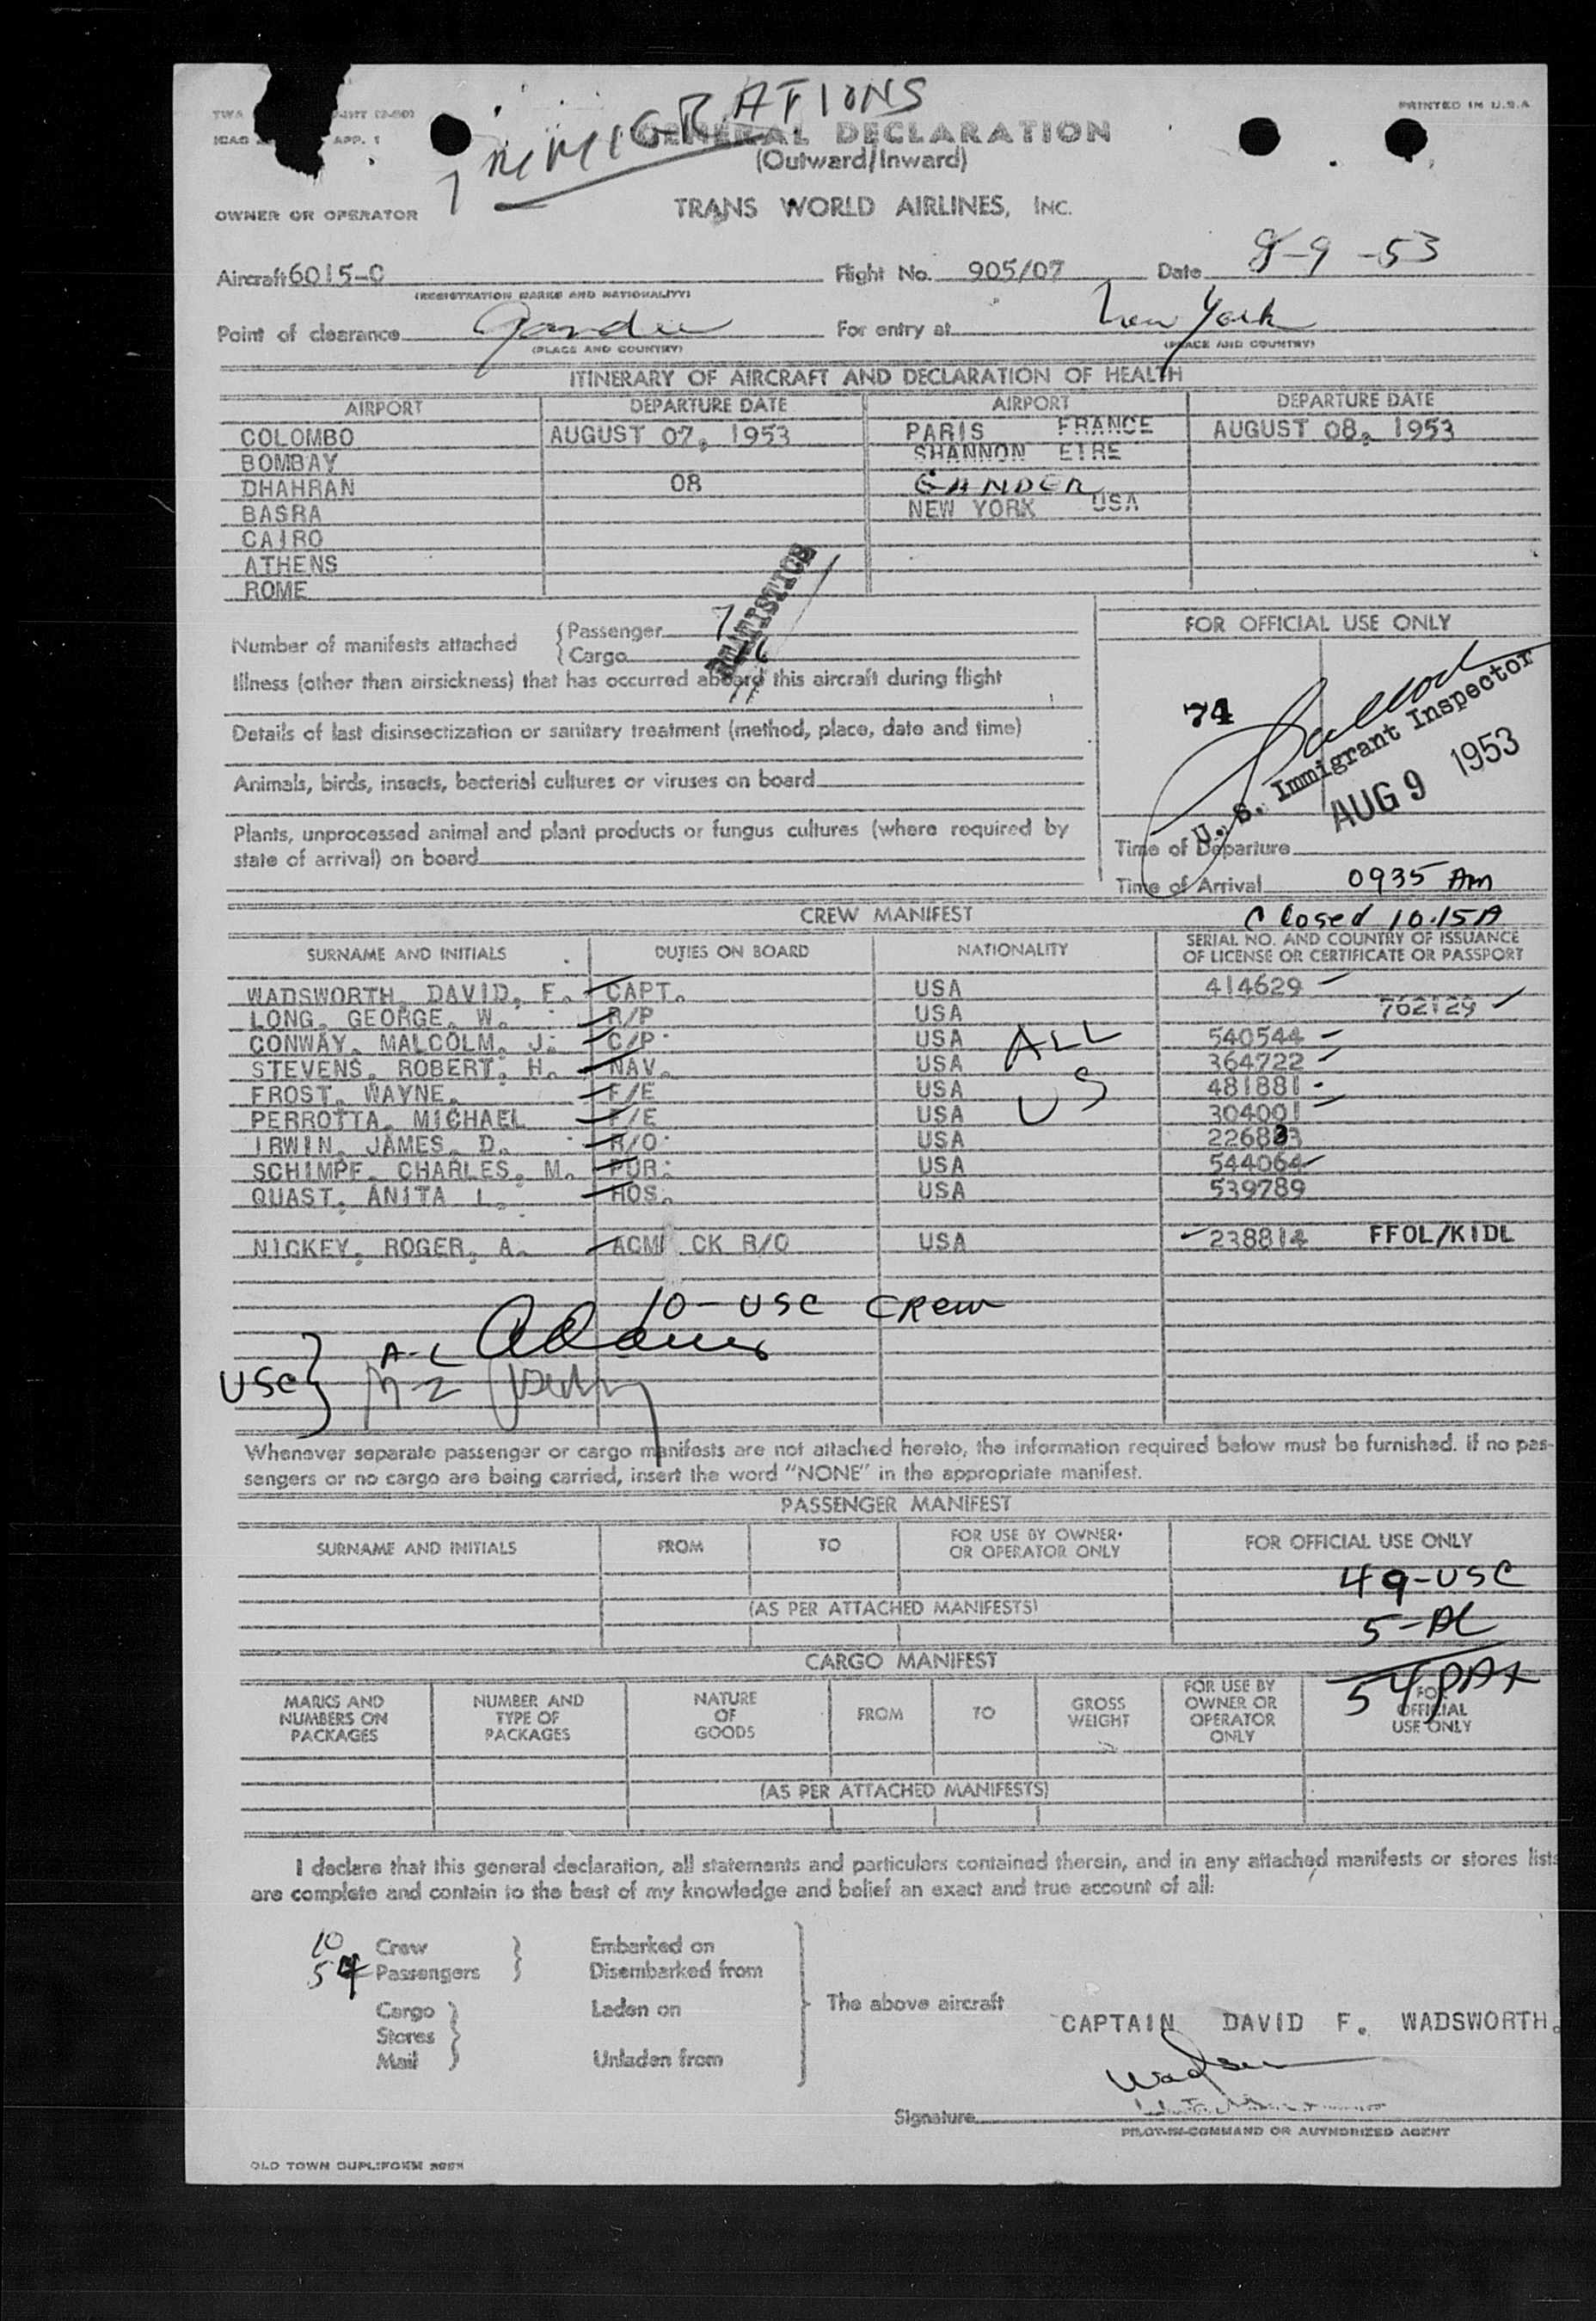 IMMIGRATIONS
TWA
ICAO APP. 1
PRINTED IN U.S.A
GENERAL DECLARATION
(Outward/Inward)
OWNER OR OPERATOR TRANS WORLD AIRLINES, INC.
Aircraft 6015-C Flight No. 905/07 Date 8-9-53
(REGISTRATION MARKS AND NATIONALITY)
Point of clearance Gander For entry at New York
(PLACE AND COUNTRY) (PLACE AND COUNTRY)
ITINERARY OF AIRCRAFT AND DECLARATION OF HEALTH
AIRPORT DEPARTURE DATE AIRPORT DEPARTURE DATE
COLOMBO AUGUST 07, 1953 PARIS FRANCE AUGUST 08, 1953
BOMBAY SHANNON EIRE
DHAHRAN 08 GANDER
BASRA NEW YORK USA
CAIRO
ATHENS
ROME
Number of manifests attached {Passenger 7
{Cargo
Illness (other than airsickness) that has occurred aboard this aircraft during flight
Details of last disinsectization or sanitary treatment (method, place, date and time)
Animals, birds, insects, bacterial cultures or viruses on board
Plants, unprocessed animal and plant products or fungus cultures (where required by
state of arrival) on board
FOR OFFICIAL USE ONLY
74
U. S. Immigrant Inspector
AUG 9 1953
Time of Departure
Time of Arrival 0935 Am
Closed 10.15A
CREW MANIFEST
SURNAME AND INITIALS DUTIES ON BOARD NATIONALITY SERIAL NO. AND COUNTRY OF ISSUANCE
OF LICENSE OR CERTIFICATE OR PASSPORT
WADSWORTH, DAVID, F. CAPT. USA 414629
LONG, GEORGE, W. R/P USA 762129
CONWAY, MALCOLM, J. C/P USA 540544
STEVENS, ROBERT, H. NAV. USA 364722
FROST, WAYNE. F/E USA 481881
PERROTTA, MICHAEL F/E USA 304001
IRWIN, JAMES, D. R/O USA 226833
SCHIMPF, CHARLES, M. PUR. USA 544064
QUAST, ANITA L. HOS. USA 539789
ALL
US
NICKEY, ROGER, A. ACM CK R/O USA 238814 FFOL/KIDL
10-USC CREW
A-L Adams
USC}
Whenever separate passenger or cargo manifests are not attached hereto, the information required below must be furnished. If no pas-
sengers or no cargo are being carried, insert the word "NONE" in the appropriate manifest.
PASSENGER MANIFEST
SURNAME AND INITIALS FROM TO FOR USE BY OWNER OR OPERATOR ONLY FOR OFFICIAL USE ONLY
49-USC
(AS PER ATTACHED MANIFESTS)
5-AL
54 PAX
CARGO MANIFEST
MARKS AND NUMBERS ON PACKAGES NUMBER AND TYPE OF PACKAGES NATURE OF GOODS FROM TO GROSS WEIGHT FOR USE BY OWNER OR OPERATOR ONLY FOR OFFICIAL USE ONLY
(AS PER ATTACHED MANIFESTS)
I declare that this general declaration, all statements and particulars contained therein, and in any attached manifests or stores lists
are complete and contain to the best of my knowledge and belief an exact and true account of all:
10 Crew } Embarked on
54 Passengers } Disembarked from
Cargo } Laden on The above aircraft
Stores }
Mail } Unladen from
CAPTAIN DAVID F. WADSWORTH.
Signature
PILOT-IN-COMMAND OR AUTHORIZED AGENT
OLD TOWN DUPLIFORM